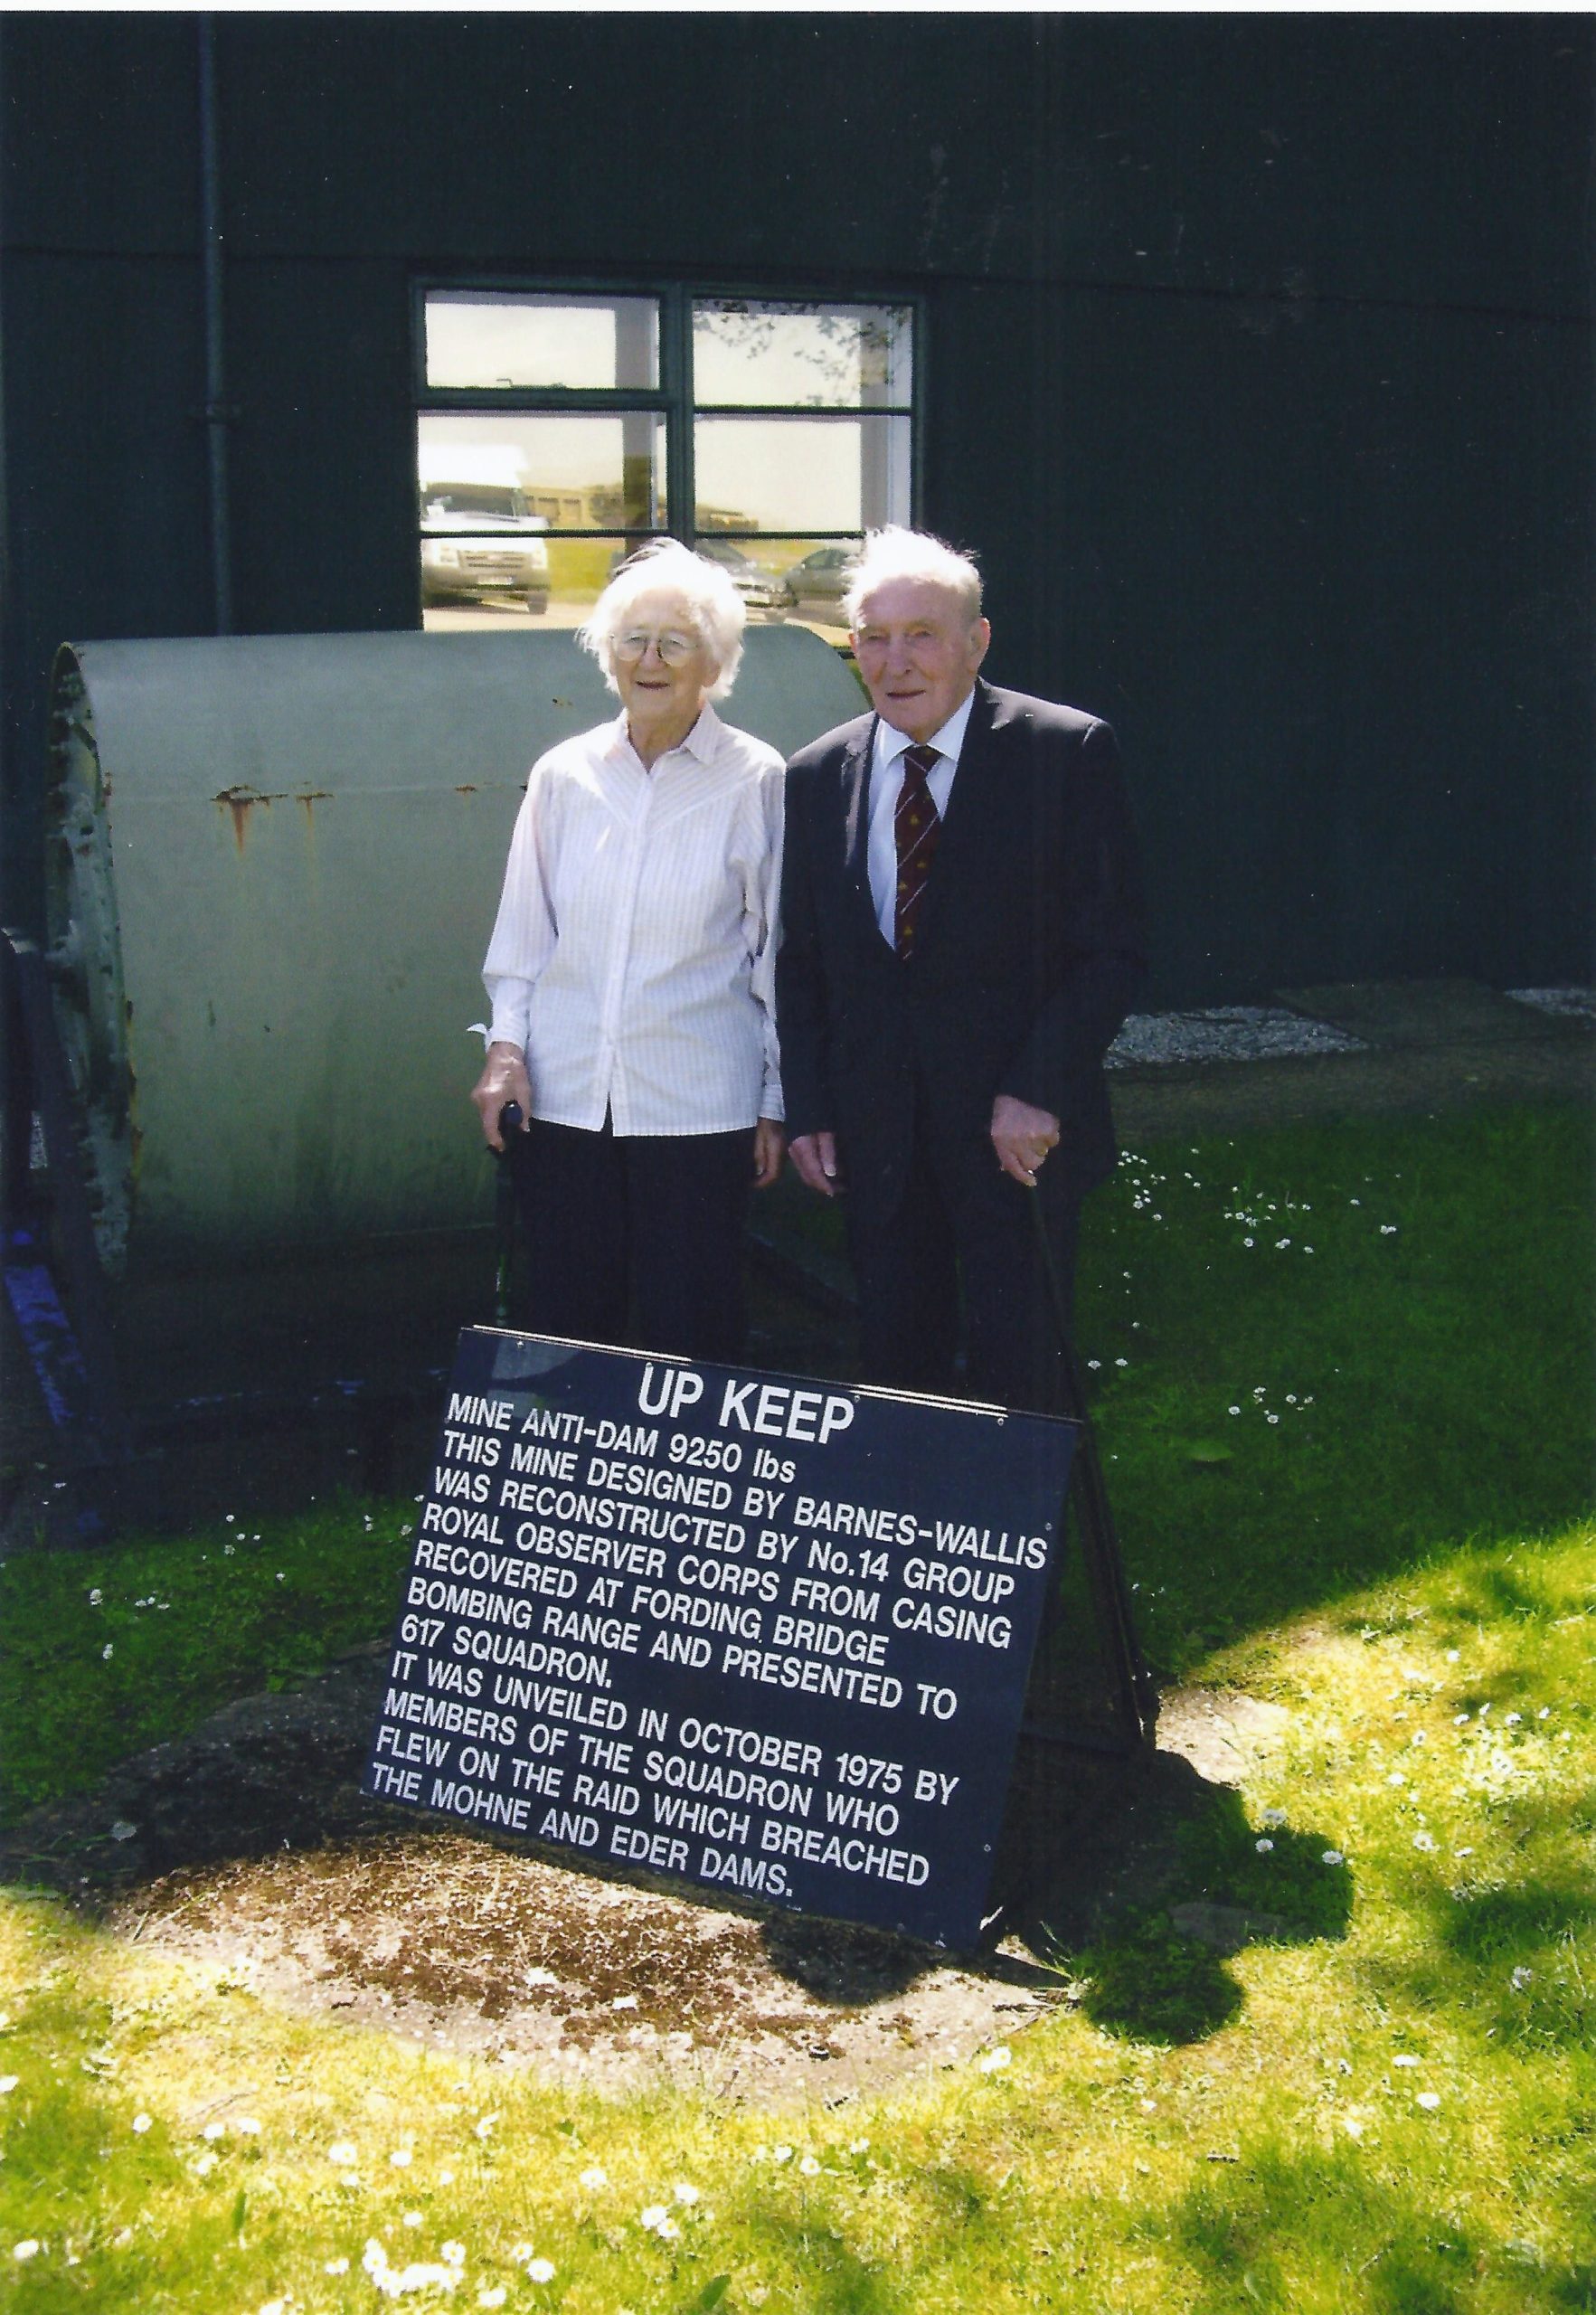 UP KEEP
MINE ANTI-DAM 9250 lbs
THIS MINE DESIGNED BY BARNES-WALLIS
WAS RECONSTRUCTED BY No.14 GROUP
ROYAL OBSERVER CORPS FROM CASING
RECOVERED AT FORDING BRIDGE
BOMBING RANGE AND PRESENTED TO
617 SQUADRON.
IT WAS UNVEILED IN OCTOBER 1975 BY
MEMBERS OF THE SQUADRON WHO
FLEW ON THE RAID WHICH BREACHED
THE MOHNE AND EDER DAMS.